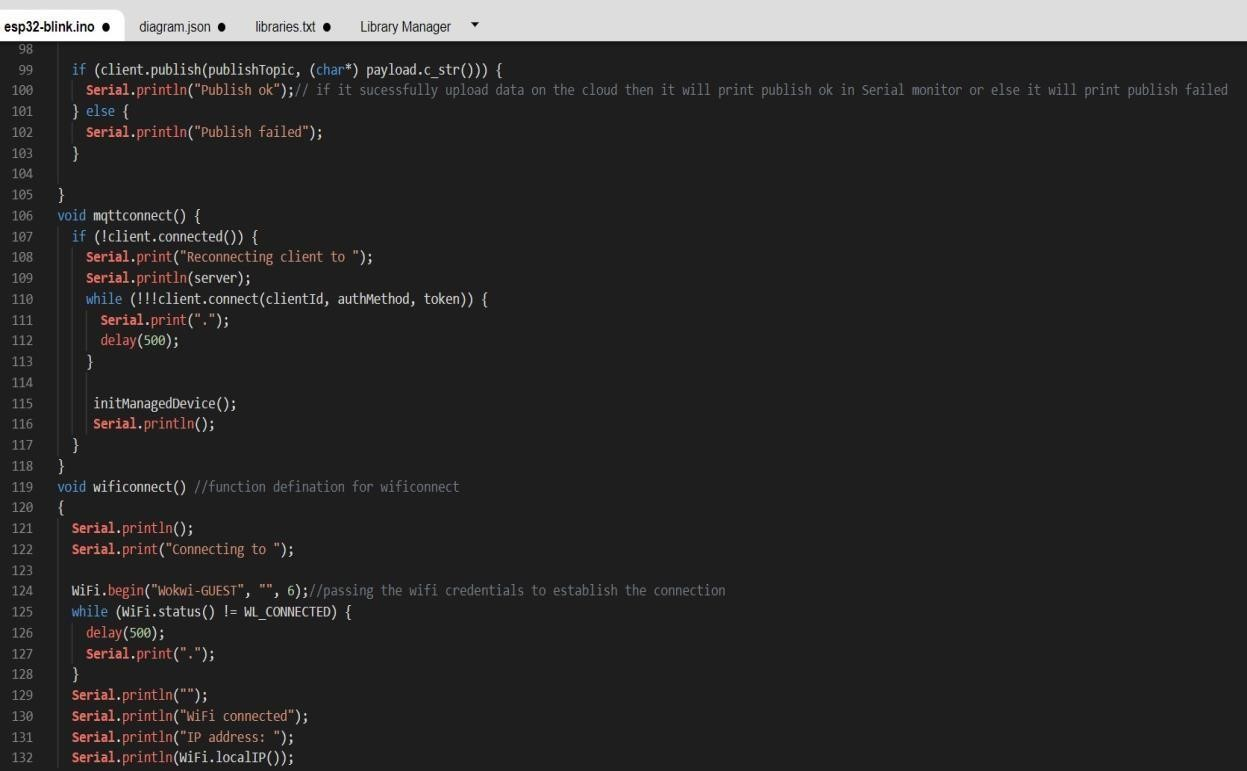 esp32-blink.ino ● diagram.json ● libraries.txt ● Library Manager
98
99 if (client.publish(publishTopic, (char*) payload.c_str())) {
100 Serial.println("Publish ok");// if it sucessfully upload data on the cloud then it will print publish ok in Serial monitor or else it will print publish failed
101 } else {
102 Serial.println("Publish failed");
103 }
104
105 }
106 void mqttconnect() {
107 if (!client.connected()) {
108 Serial.print("Reconnecting client to ");
109 Serial.println(server);
110 while (!!!client.connect(clientId, authMethod, token)) {
111 Serial.print(".");
112 delay(500);
113 }
114
115 initManagedDevice();
116 Serial.println();
117 }
118 }
119 void wificonnect() //function defination for wificonnect
120 {
121 Serial.println();
122 Serial.print("Connecting to ");
123
124 WiFi.begin("Wokwi-GUEST", "", 6);//passing the wifi credentials to establish the connection
125 while (WiFi.status() != WL_CONNECTED) {
126 delay(500);
127 Serial.print(".");
128 }
129 Serial.println("");
130 Serial.println("WiFi connected");
131 Serial.println("IP address: ");
132 Serial.println(WiFi.localIP());